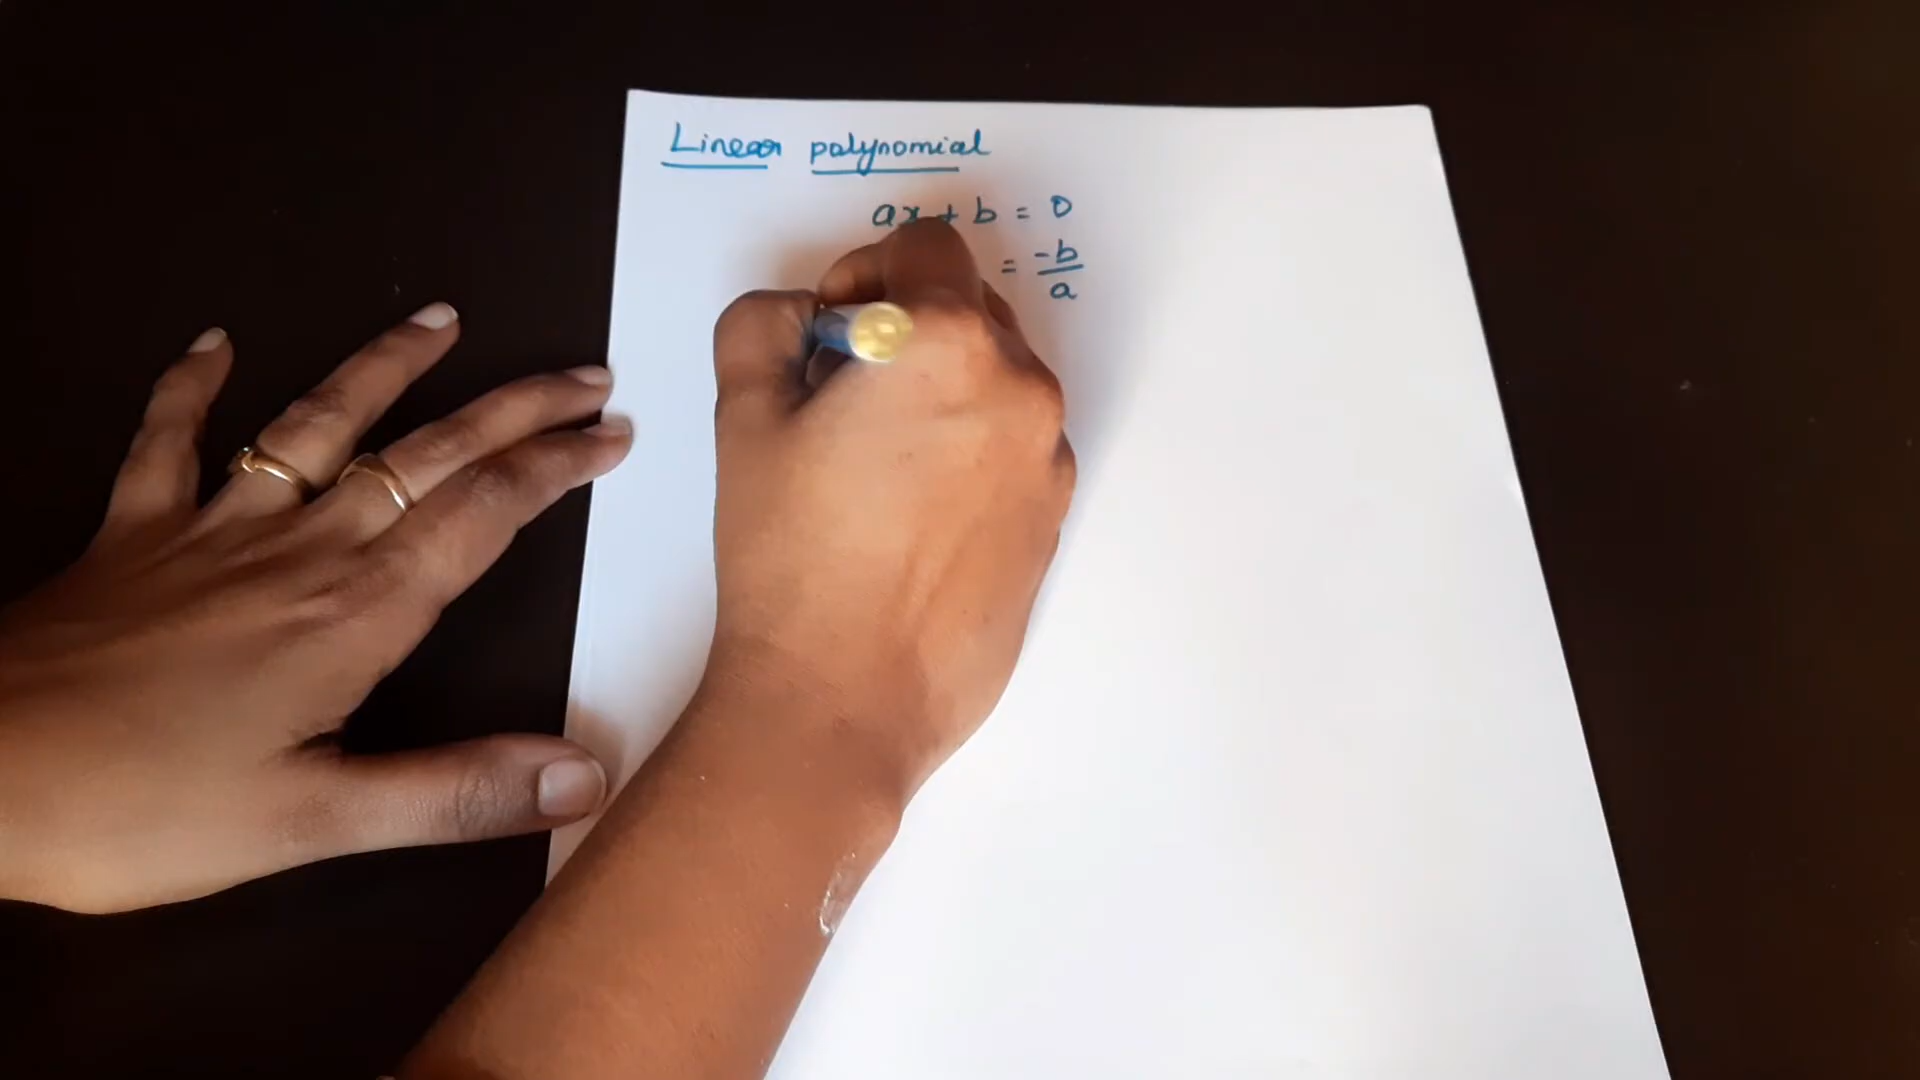 Linear polynomial
ax + b = 0
= -b/a